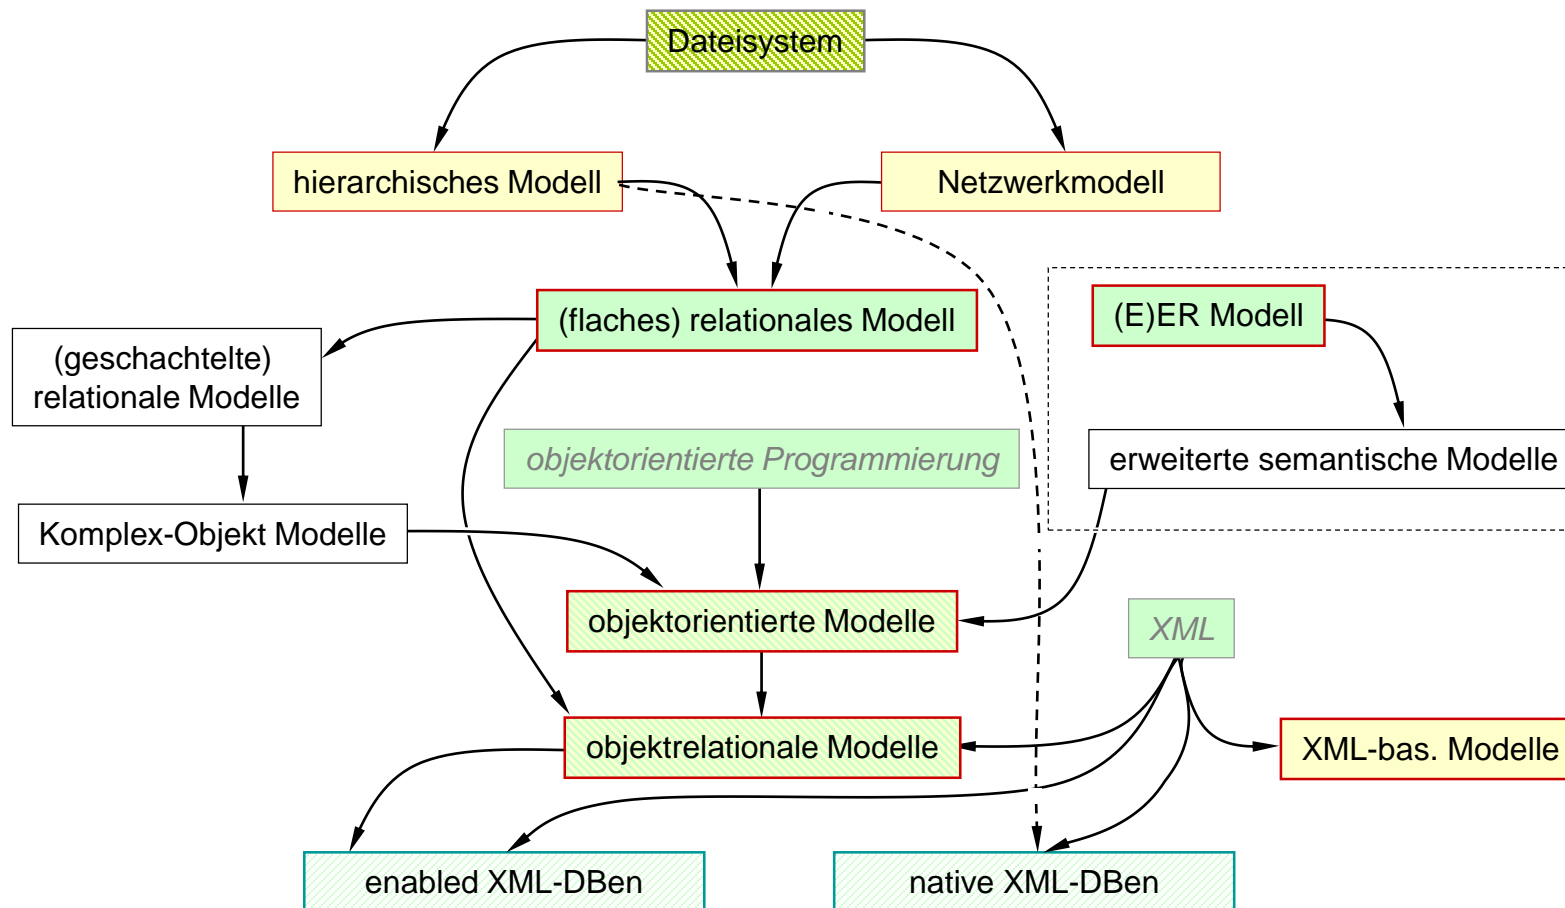 Dateisystem
hierarchisches Modell
Netzwerkmodell
(flaches) relationales Modell
(E)ER Modell
(geschachtelte)
relationale Modelle
objektorientierte Programmierung
erweiterte semantische Modelle
Komplex-Objekt Modelle
objektorientierte Modelle
XML
objektrelationale Modelle
XML-bas. Modelle
enabled XML-DBen
native XML-DBen